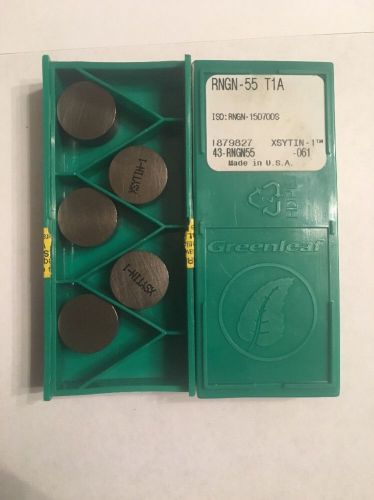 RNGN-55 T1A
ISO:RNGN-150700S
1879827 XSYTIN-1™
43-RNGN55 -061
Made in U.S.A.
Greenleaf
XSYTIN-1
XSYTIN-1